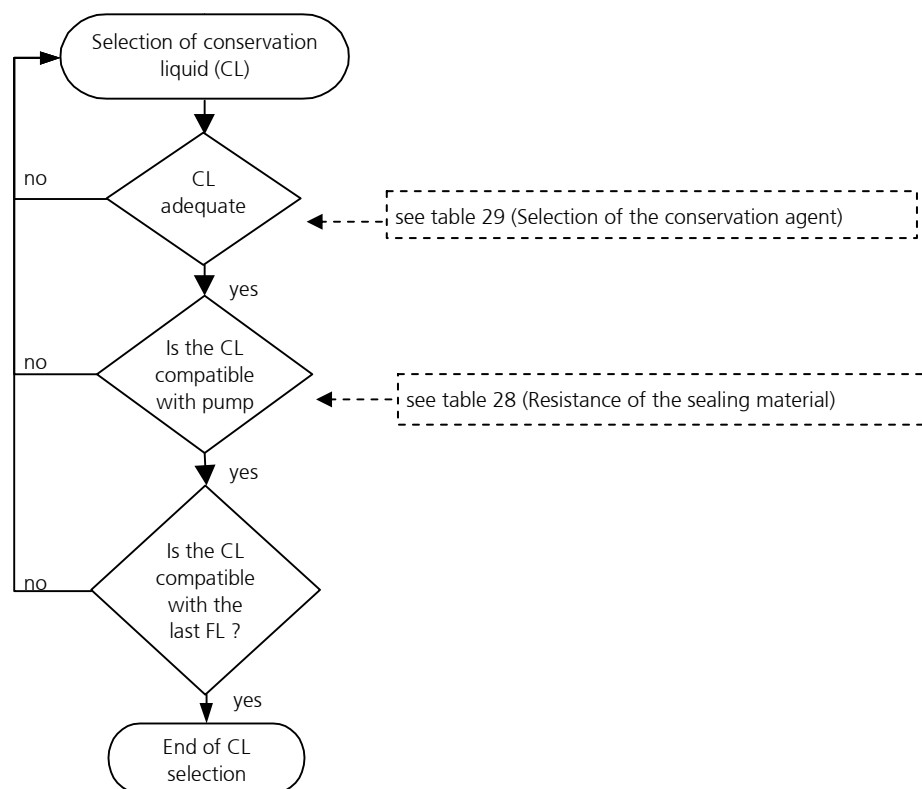 Selection of conservation
liquid (CL)
no
CL
adequate
see table 29 (Selection of the conservation agent)
yes
no
Is the CL
compatible
with pump
see table 28 (Resistance of the sealing material)
yes
Is the CL
compatible
with the
last FL ?
no
yes
End of CL
selection